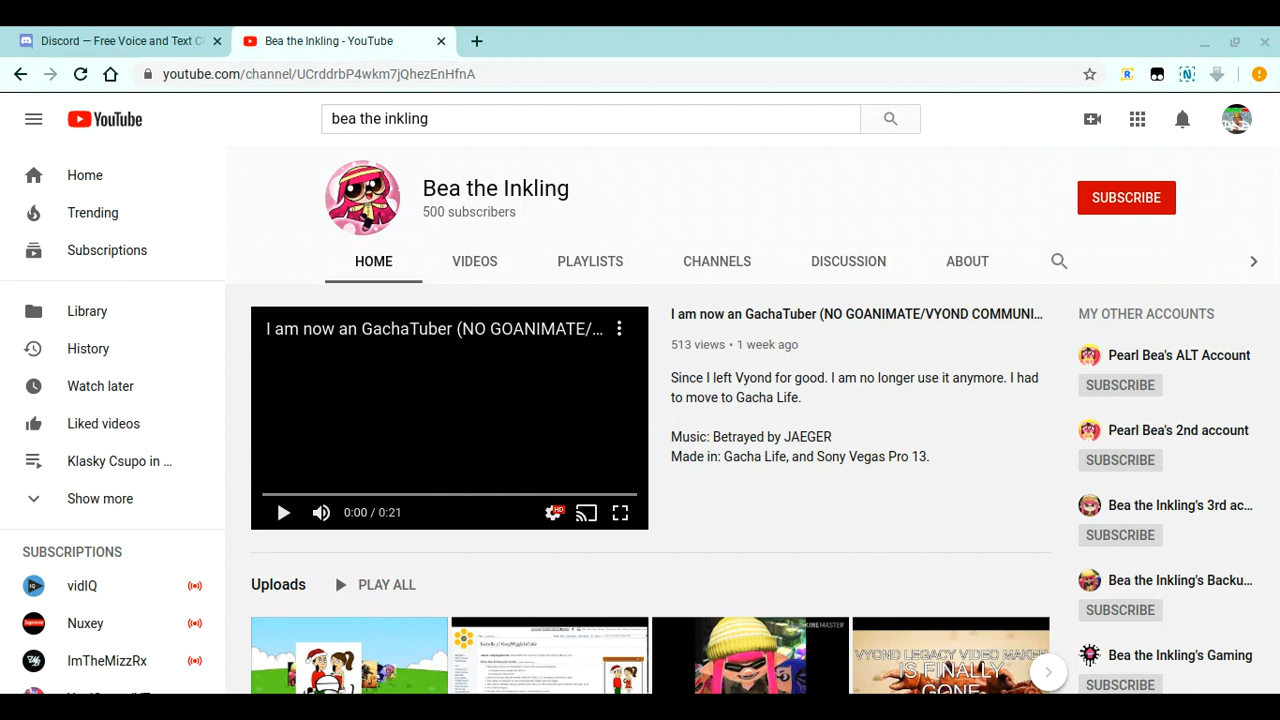 Discord — Free Voice and Text C
Bea the Inkling - YouTube
youtube.com/channel/UCrddrbP4wkm7jQhezEnHfnA
YouTube
bea the inkling
Home
Trending
Subscriptions
Library
History
Watch later
Liked videos
Klasky Csupo in ...
Show more
SUBSCRIPTIONS
vidIQ
Nuxey
ImTheMizzRx
Bea the Inkling
500 subscribers
SUBSCRIBE
HOME
VIDEOS
PLAYLISTS
CHANNELS
DISCUSSION
ABOUT
I am now an GachaTuber (NO GOANIMATE/...
0:00 / 0:21
HD
I am now an GachaTuber (NO GOANIMATE/VYOND COMMUNI...
513 views • 1 week ago
Since I left Vyond for good. I am no longer use it anymore. I had
to move to Gacha Life.
Music: Betrayed by JAEGER
Made in: Gacha Life, and Sony Vegas Pro 13.
Uploads
PLAY ALL
KINEMASTER
VYOND LEGACY VIDEO MAKER
IS FINALLY
GONE
MY OTHER ACCOUNTS
Pearl Bea's ALT Account
SUBSCRIBE
Pearl Bea's 2nd account
SUBSCRIBE
Bea the Inkling's 3rd ac...
SUBSCRIBE
Bea the Inkling's Backu...
SUBSCRIBE
Bea the
SUBSCRIBE